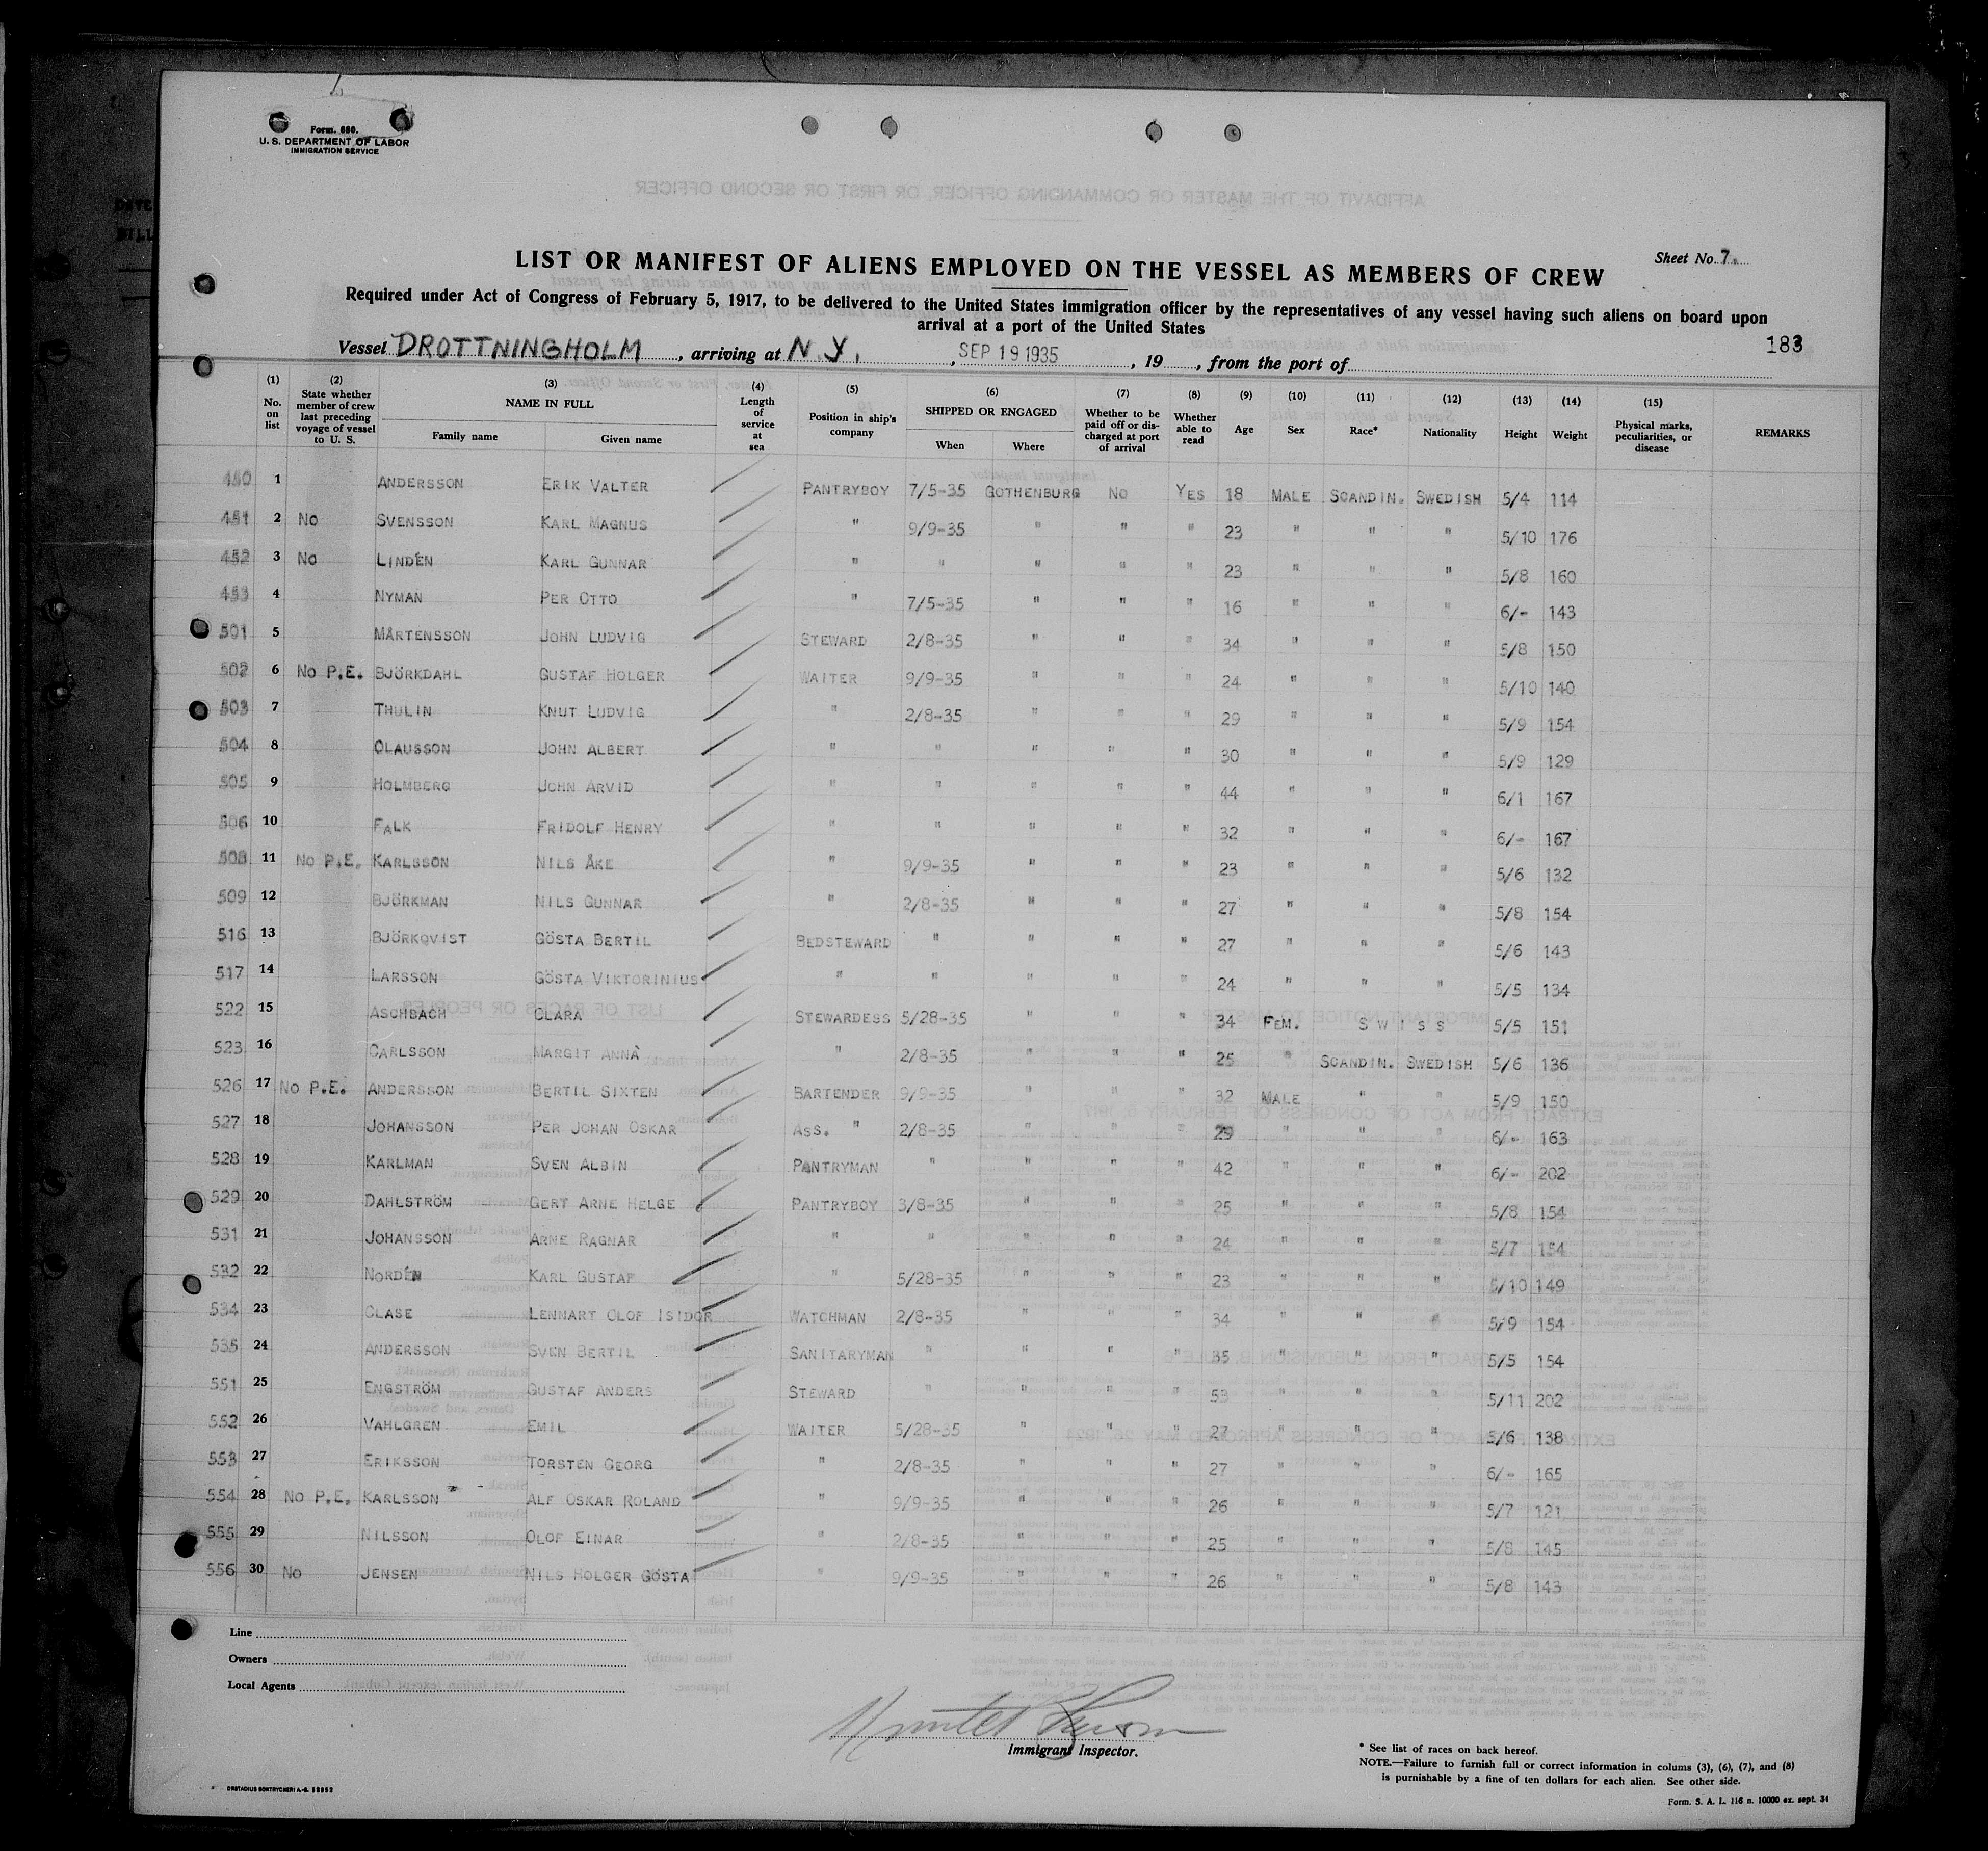 Form. 680.
U. S. DEPARTMENT OF LABOR
IMMIGRATION SERVICE
LIST OR MANIFEST OF ALIENS EMPLOYED ON THE VESSEL AS MEMBERS OF CREW
Sheet No. 7.
Required under Act of Congress of February 5, 1917, to be delivered to the United States immigration officer by the representatives of any vessel having such aliens on board upon
arrival at a port of the United States
183
Vessel DROTTNINGHOLM, arriving at N.Y., SEP 19 1935, 19, from the port of
(1) No. on list (2) State whether member of crew last preceding voyage of vessel to U. S. (3) NAME IN FULL Family name Given name (4) Length of service at sea (5) Position in ship's company (6) SHIPPED OR ENGAGED When Where (7) Whether to be paid off or discharged at port of arrival (8) Whether able to read (9) Age (10) Sex (11) Race* (12) Nationality (13) Height (14) Weight (15) Physical marks, peculiarities, or disease REMARKS
450 1 ANDERSSON ERIK VALTER PANTRYBOY 7/5-35 GOTHENBURG NO YES 18 MALE SCANDIN. SWEDISH 5/4 114
451 2 NO SVENSSON KARL MAGNUS " 9/9-35 " " " 23 " " " 5/10 176
452 3 NO LINDÉN KARL GUNNAR " " " " " 23 " " " 5/8 160
453 4 NYMAN PER OTTO " 7/5-35 " " " 16 " " " 6/- 143
501 5 MÅRTENSSON JOHN LUDVIG STEWARD 2/8-35 " " " 34 " " " 5/8 150
502 6 NO P.E. BJÖRKDAHL GUSTAF HOLGER WAITER 9/9-35 " " " 24 " " " 5/10 140
503 7 THULIN KNUT LUDVIG " 2/8-35 " " " 29 " " " 5/9 154
504 8 OLAUSSON JOHN ALBERT " " " " " 30 " " " 5/9 129
505 9 HOLMBERG JOHN ARVID " " " " " 44 " " " 6/1 167
506 10 FALK FRIDOLF HENRY " " " " " 32 " " " 6/- 167
508 11 NO P.E. KARLSSON NILS ÅKE " 9/9-35 " " " 23 " " " 5/6 132
509 12 BJÖRKMAN NILS GUNNAR " 2/8-35 " " " 27 " " " 5/8 154
516 13 BJÖRKQVIST GÖSTA BERTIL BEDSTEWARD " " " " 27 " " " 5/6 143
517 14 LARSSON GÖSTA VIKTORINIUS " " " " " 24 " " " 5/5 134
522 15 ASCHBACH CLARA STEWARDESS 5/28-35 " " " 34 FEM. SWISS 5/5 151
523 16 CARLSSON MARGIT ANNA " 2/8-35 " " " 25 " SCANDIN. SWEDISH 5/6 136
526 17 NO P.E. ANDERSSON BERTIL SIXTEN BARTENDER 9/9-35 " " " 32 MALE " " 5/9 150
527 18 JOHANSSON PER JOHAN OSKAR ASS. " 2/8-35 " " " 29 " " " 6/- 163
528 19 KARLMAN SVEN ALBIN PANTRYMAN " " " " 42 " " " 6/- 202
529 20 DAHLSTRÖM GERT ARNE HELGE PANTRYBOY 3/8-35 " " " 25 " " " 5/8 154
531 21 JOHANSSON ARNE RAGNAR " " " " " 24 " " " 5/7 154
532 22 NORDÉN KARL GUSTAF " 5/28-35 " " " 23 " " " 5/10 149
534 23 CLASE LENNART OLOF ISIDOR WATCHMAN 2/8-35 " " " 34 " " " 5/9 154
535 24 ANDERSSON SVEN BERTIL SANITARYMAN " " " " 35 " " " 5/5 154
551 25 ENGSTRÖM GUSTAF ANDERS STEWARD " " " " 53 " " " 5/11 202
552 26 VAHLGREN EMIL WAITER 5/28-35 " " " 27 " " " 5/6 138
553 27 ERIKSSON TORSTEN GEORG " 2/8-35 " " " 27 " " " 6/- 165
554 28 NO P.E. KARLSSON ALF OSKAR ROLAND " 9/9-35 " " " 26 " " " 5/7 121
555 29 NILSSON OLOF EINAR " 2/8-35 " " " 25 " " " 5/8 145
556 30 NO JENSEN NILS HOLGER GÖSTA " 9/9-35 " " " 26 " " " 5/8 143
Line
Owners
Local Agents
Immigrant Inspector.
* See list of races on back hereof.
NOTE.—Failure to furnish full or correct information in colums (3), (6), (7), and (8)
is punishable by a fine of ten dollars for each alien. See other side.
Form. S. A. L. 116 n. 10000 ex. sept. 34